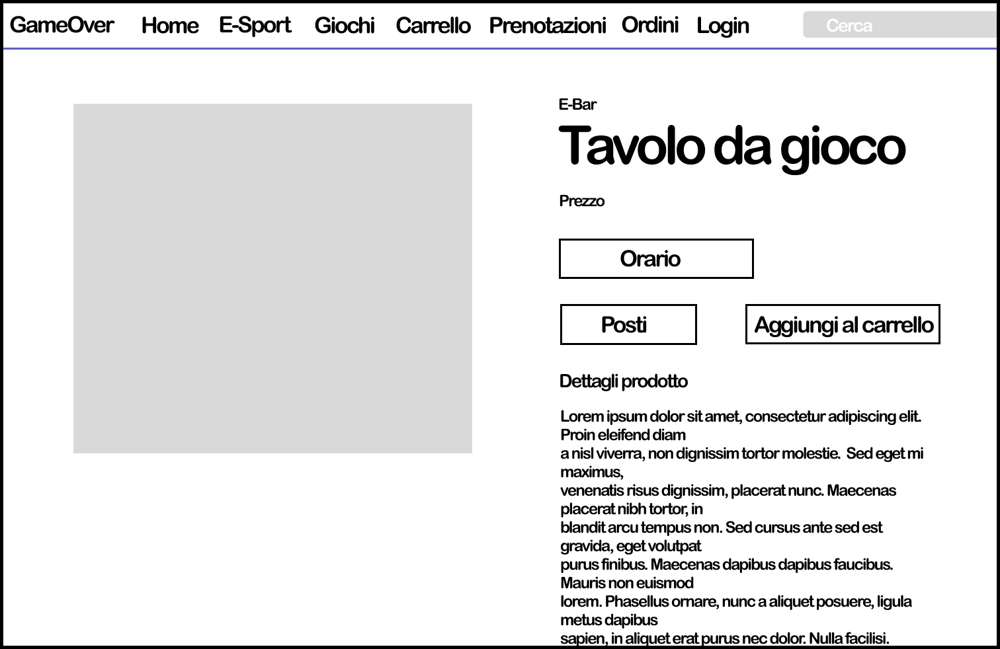 GameOver Home E-Sport Giochi Carrello Prenotazioni Ordini Login Cerca
E-Bar
Tavolo da gioco
Prezzo
Orario
Posti Aggiungi al carrello
Dettagli prodotto
Lorem ipsum dolor sit amet, consectetur adipiscing elit.
Proin eleifend diam
a nisl viverra, non dignissim tortor molestie.  Sed eget mi
maximus,
venenatis risus dignissim, placerat nunc. Maecenas
placerat nibh tortor, in
blandit arcu tempus non. Sed cursus ante sed est
gravida, eget volutpat
purus finibus. Maecenas dapibus dapibus faucibus.
Mauris non euismod
lorem. Phasellus ornare, nunc a aliquet posuere, ligula
metus dapibus
sapien, in aliquet erat purus nec dolor. Nulla facilisi.